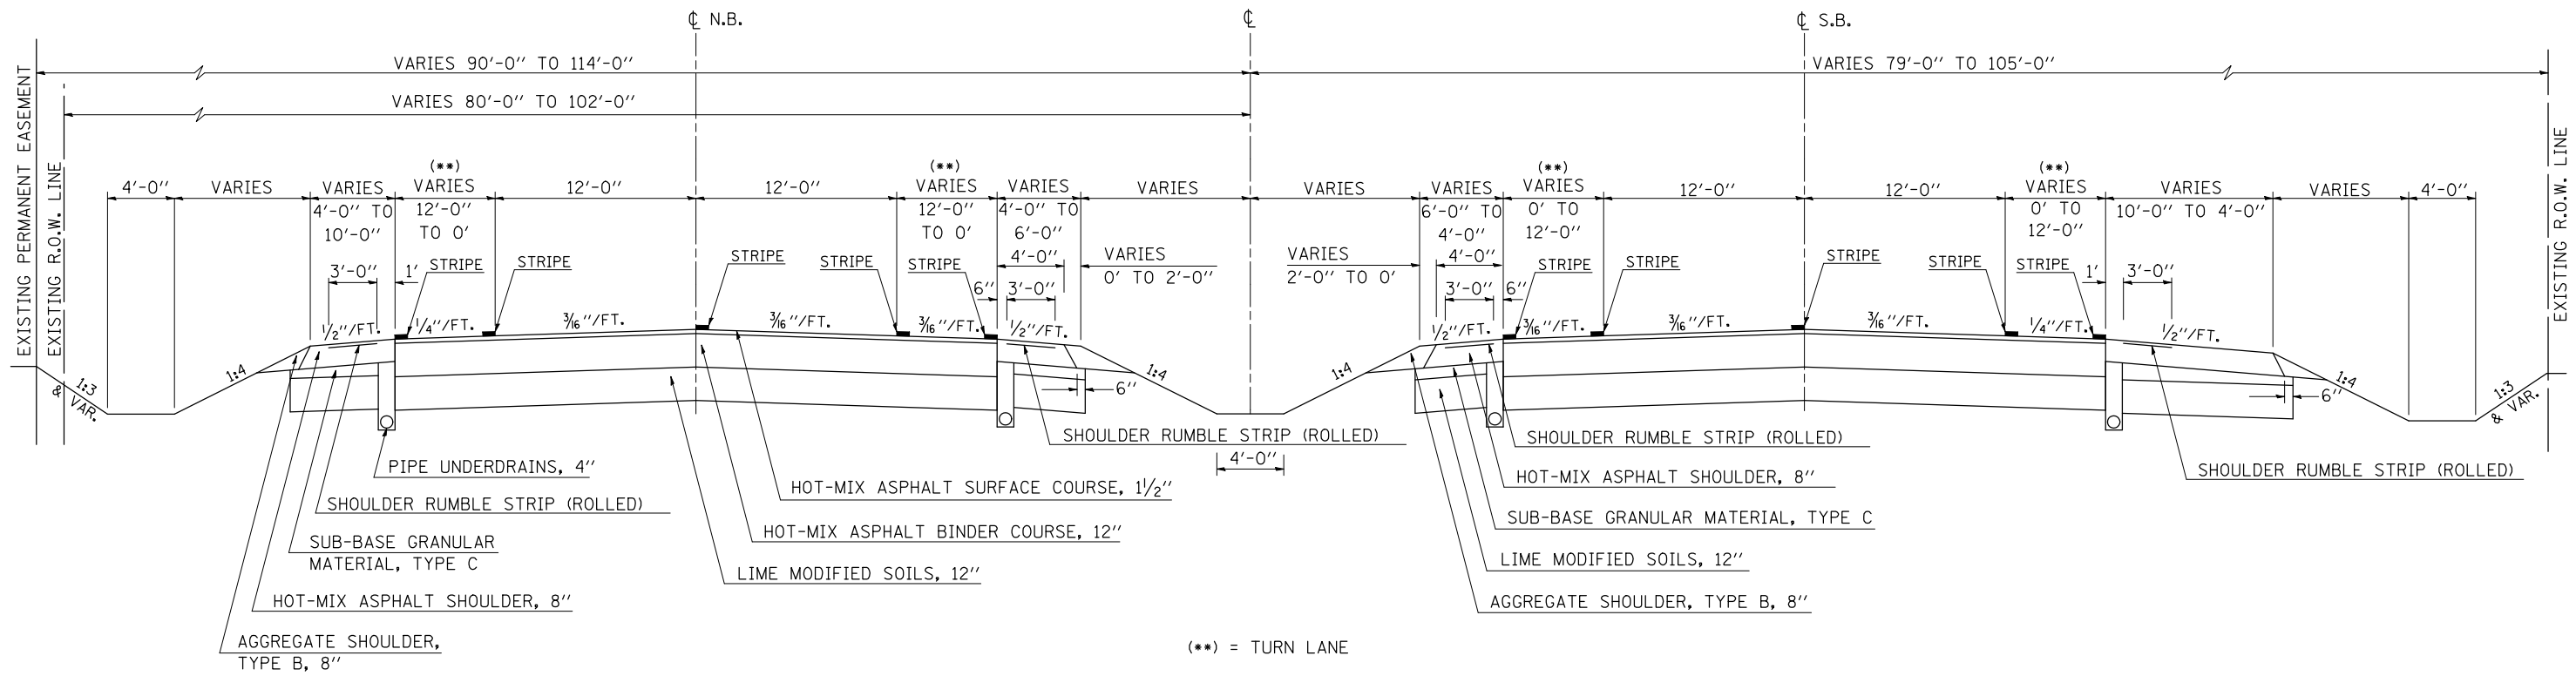 ℄ N.B.
℄
℄ S.B.
VARIES 90'-0" TO 114'-0"
VARIES 79'-0" TO 105'-0"
VARIES 80'-0" TO 102'-0"
EXISTING PERMANENT EASEMENT
EXISTING R.O.W. LINE
EXISTING R.O.W. LINE
4'-0"
VARIES
VARIES
4'-0" TO
10'-0"
(**)
VARIES
12'-0"
TO 0'
12'-0"
12'-0"
(**)
VARIES
12'-0"
TO 0'
VARIES
4'-0" TO
6'-0"
VARIES
VARIES
VARIES
6'-0" TO
4'-0"
(**)
VARIES
0' TO
12'-0"
12'-0"
12'-0"
(**)
VARIES
0' TO
12'-0"
VARIES
10'-0" TO 4'-0"
VARIES
4'-0"
3'-0"
1'
STRIPE
STRIPE
STRIPE
STRIPE
STRIPE
4'-0"
6"
3'-0"
VARIES
0' TO 2'-0"
VARIES
2'-0" TO 0'
4'-0"
3'-0"
6"
STRIPE
STRIPE
STRIPE
STRIPE
STRIPE
1'
3'-0"
1/2"/FT.
1/4"/FT.
3/16"/FT.
3/16"/FT.
3/16"/FT.
1/2"/FT.
1/2"/FT.
3/16"/FT.
3/16"/FT.
3/16"/FT.
1/4"/FT.
1/2"/FT.
1:3
& VAR.
1:4
1:4
1:4
1:4
1:3
& VAR.
6"
6"
4'-0"
PIPE UNDERDRAINS, 4"
SHOULDER RUMBLE STRIP (ROLLED)
SUB-BASE GRANULAR
MATERIAL, TYPE C
HOT-MIX ASPHALT SHOULDER, 8"
AGGREGATE SHOULDER,
TYPE B, 8"
HOT-MIX ASPHALT SURFACE COURSE, 1 1/2"
HOT-MIX ASPHALT BINDER COURSE, 12"
LIME MODIFIED SOILS, 12"
SHOULDER RUMBLE STRIP (ROLLED)
SHOULDER RUMBLE STRIP (ROLLED)
HOT-MIX ASPHALT SHOULDER, 8"
SUB-BASE GRANULAR MATERIAL, TYPE C
LIME MODIFIED SOILS, 12"
AGGREGATE SHOULDER, TYPE B, 8"
SHOULDER RUMBLE STRIP (ROLLED)
(**) = TURN LANE